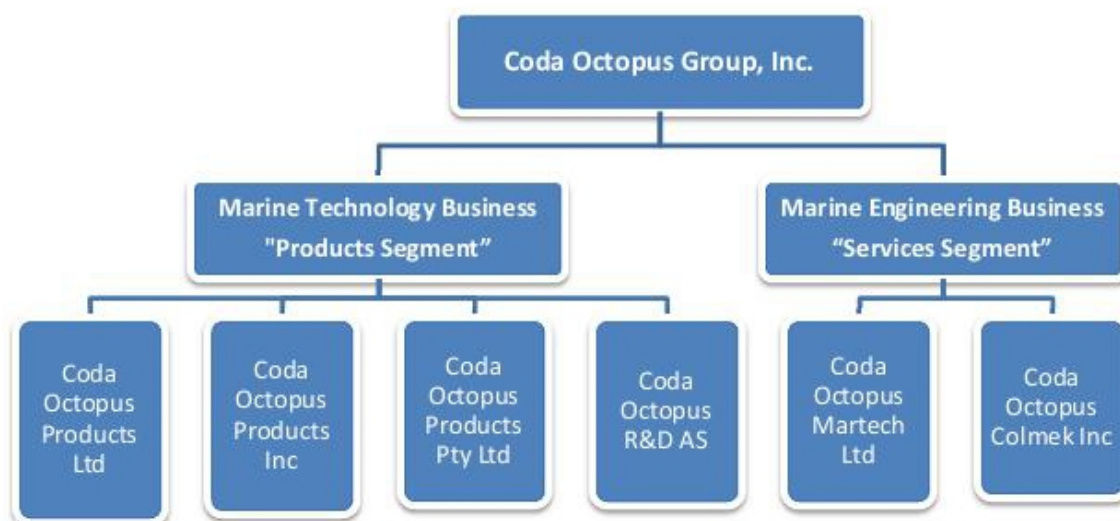 Coda Octopus Group, Inc.
Marine Technology Business
"Products Segment”
Marine Engineering Business
“Services Segment”
Coda
Octopus
Products
Ltd
Coda
Octopus
Products
Inc
Coda
Octopus
Products
Pty Ltd
Coda
Octopus
R&D AS
Coda
Octopus
Martech
Ltd
Coda
Octopus
Colmek Inc